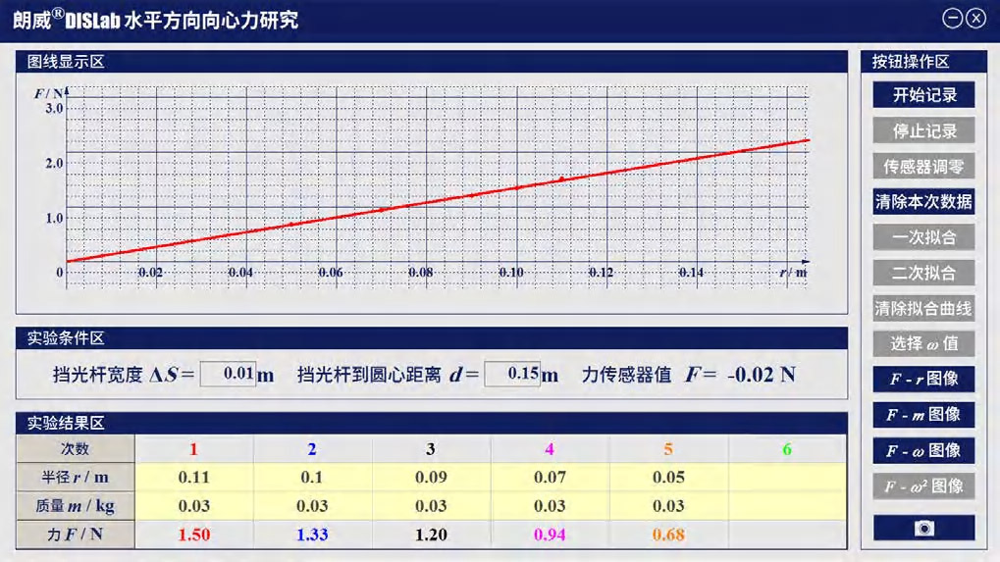 朗威®DISLab 水平方向向心力研究
图线显示区
F / N
3.0
2.0
1.0
0 0.02 0.04 0.06 0.08 0.10 0.12 0.14 r / m
实验条件区
挡光杆宽度 ΔS = 0.01 m 挡光杆到圆心距离 d = 0.15 m 力传感器值 F = -0.02 N
实验结果区
次数 1 2 3 4 5 6
半径 r / m 0.11 0.1 0.09 0.07 0.05
质量 m / kg 0.03 0.03 0.03 0.03 0.03
力 F / N 1.50 1.33 1.20 0.94 0.68
按钮操作区
开始记录
停止记录
传感器调零
清除本次数据
一次拟合
二次拟合
清除拟合曲线
选择 ω 值
F - r 图像
F - m 图像
F - ω 图像
F - ω² 图像